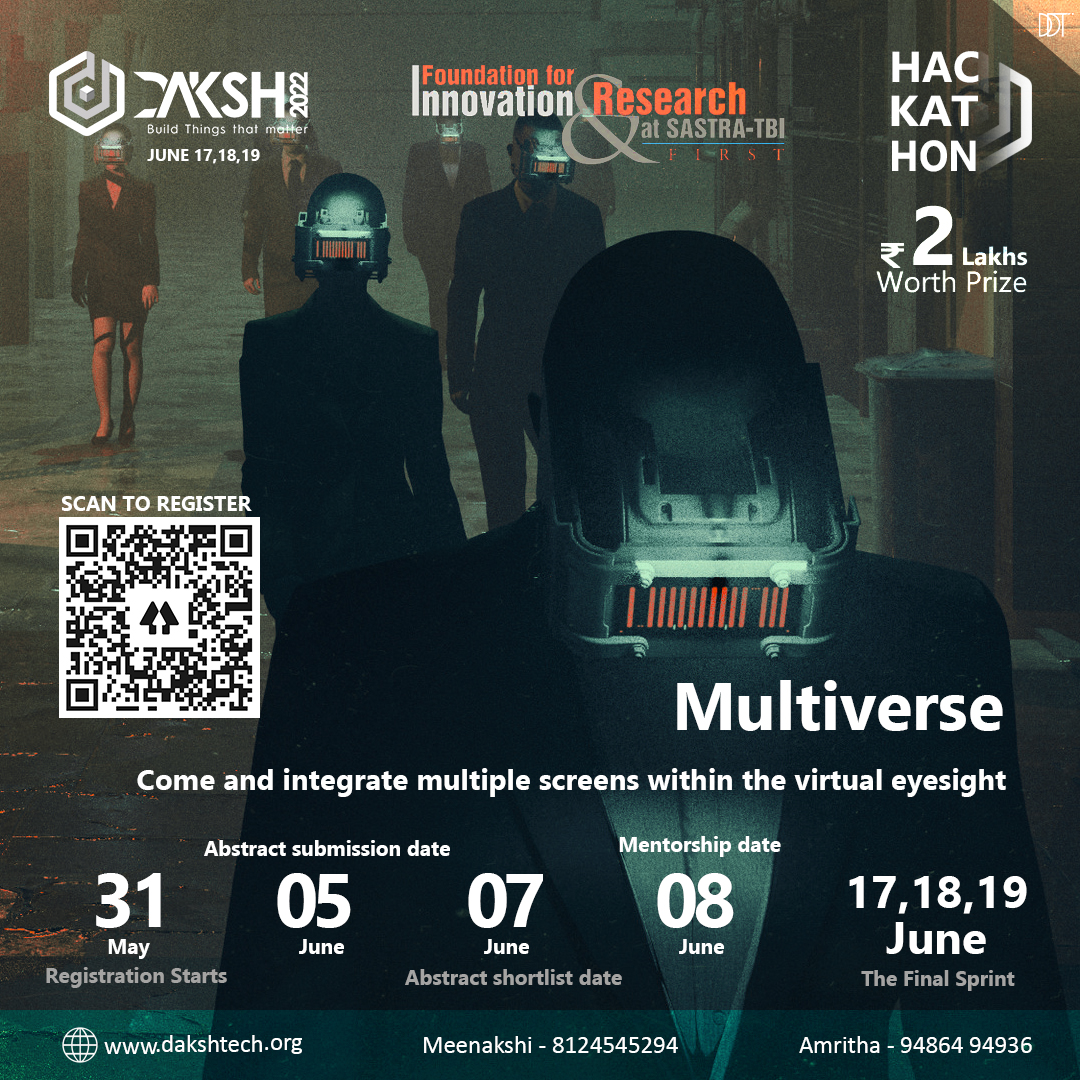 DDT
DAKSH 2022
Build Things that matter
JUNE 17,18,19
Foundation for
Innovation & Research
at SASTRA-TBI
FIRST
HAC
KAT
HON
₹ 2 Lakhs
Worth Prize
SCAN TO REGISTER
Multiverse
Come and integrate multiple screens within the virtual eyesight
Abstract submission date
Mentorship date
31
May
Registration Starts
05
June
07
June
Abstract shortlist date
08
June
17,18,19
June
The Final Sprint
www.dakshtech.org
Meenakshi - 8124545294
Amritha - 94864 94936